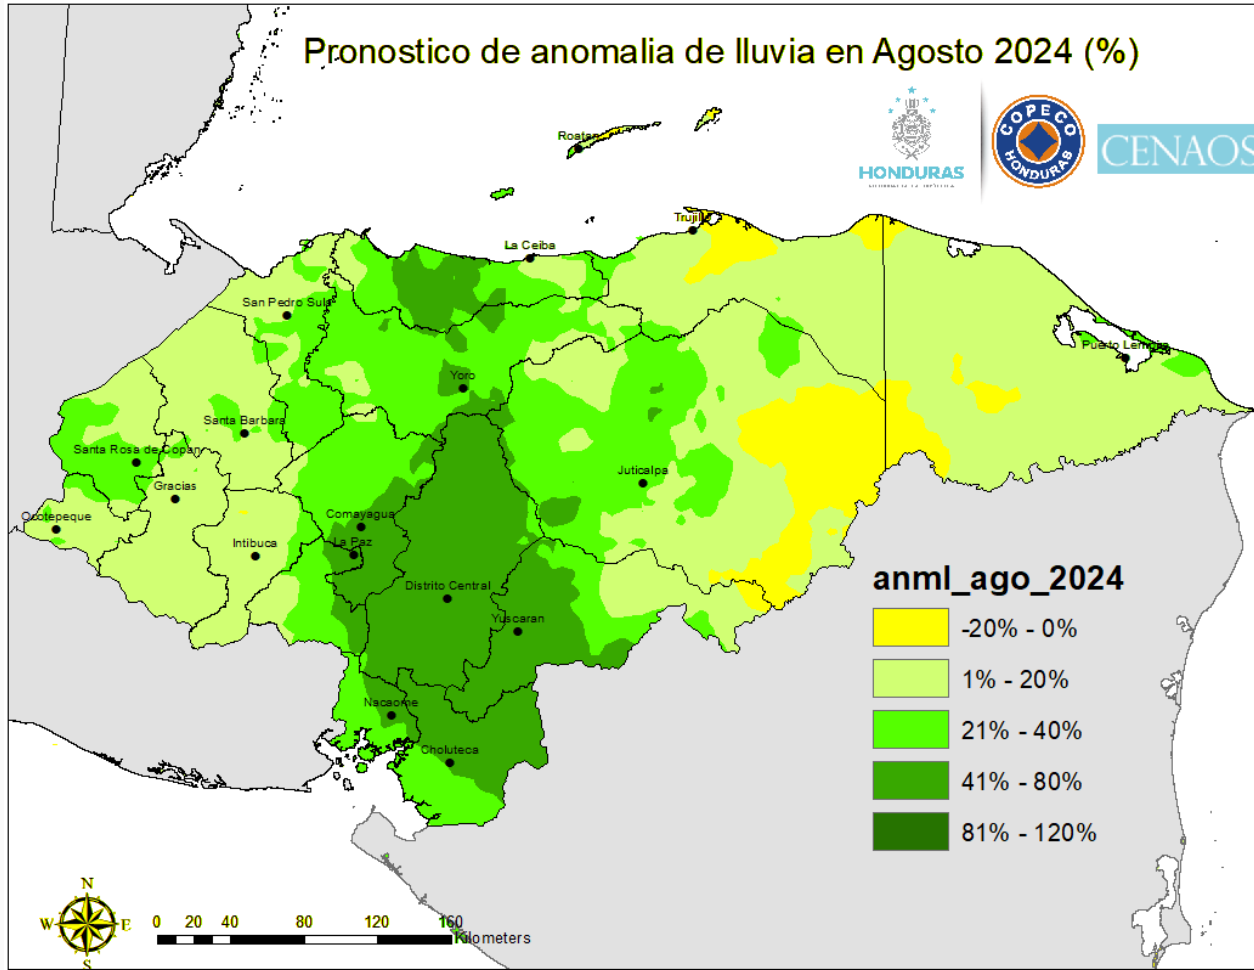 Pronostico de anomalia de lluvia en Agosto 2024 (%)
HONDURAS
COPECO
HONDURAS
CENAOS
Roatan
Trujillo
La Ceiba
San Pedro Sula
Puerto Lempira
Yoro
Santa Barbara
Santa Rosa de Copan
Juticalpa
Gracias
Ocotepeque
Comayagua
La Paz
Intibuca
Distrito Central
Yuscaran
Nacaome
Choluteca
anml_ago_2024
-20% - 0%
1% - 20%
21% - 40%
41% - 80%
81% - 120%
N
W E
S
0 20 40 80 120 160
Kilometers